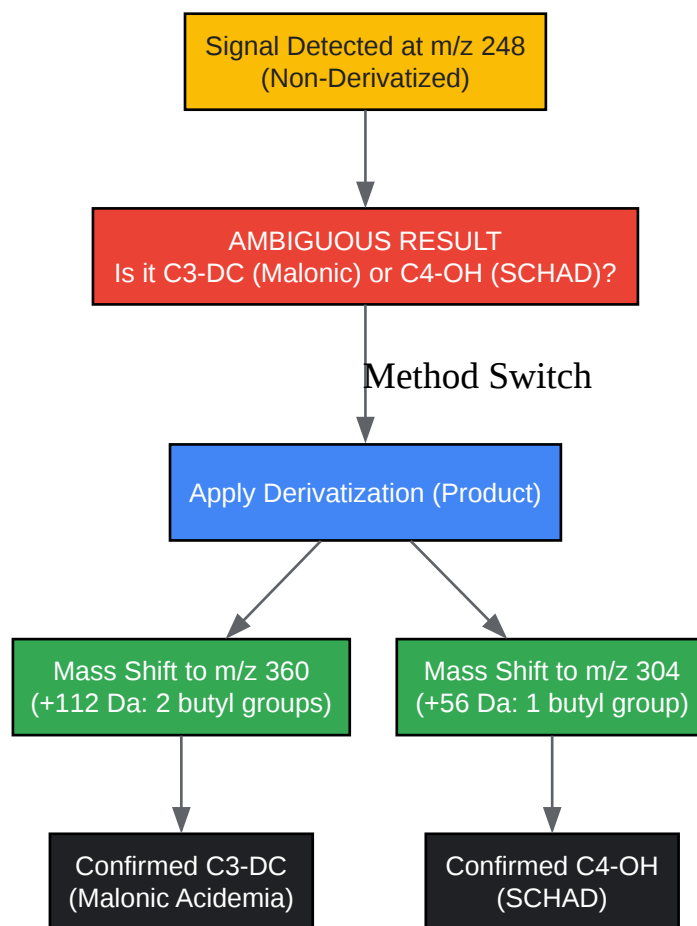 Signal Detected at m/z 248
(Non-Derivatized)
AMBIGUOUS RESULT
Is it C3-DC (Malonic) or C4-OH (SCHAD)?
Method Switch
Apply Derivatization (Product)
Mass Shift to m/z 360
(+112 Da: 2 butyl groups)
Mass Shift to m/z 304
(+56 Da: 1 butyl group)
Confirmed C3-DC
(Malonic Acidemia)
Confirmed C4-OH
(SCHAD)